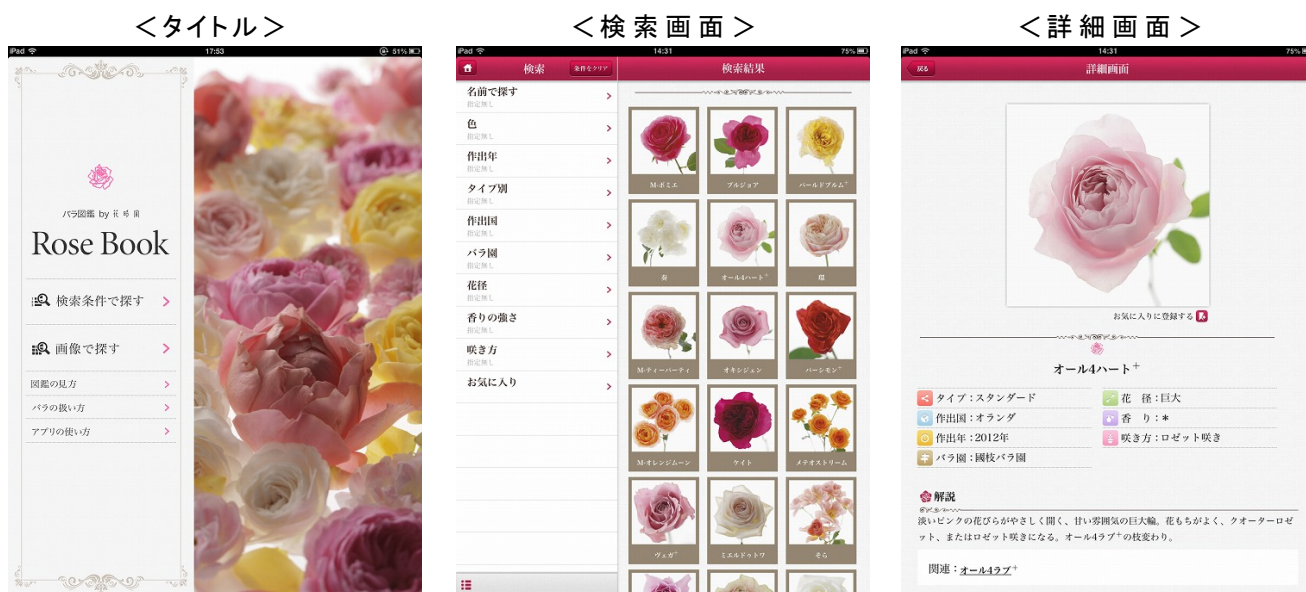 ＜タイトル＞
iPad 17:53 51%
バラ図鑑 by 花時間
Rose Book
検索条件で探す
画像で探す
図鑑の見方
バラの扱い方
アプリの使い方
＜検索画面＞
iPad 14:31 75%
検索 条件をクリア 検索結果
名前で探す
指定無し
色
指定無し
作出年
指定無し
タイプ別
指定無し
作出国
指定無し
バラ園
指定無し
花径
指定無し
香りの強さ
指定無し
咲き方
指定無し
お気に入り
M-ボミエ ブルジョア バールドブルム+
春 オール4ハート+ 環
M-ティーパーティ オキシジェン パーシモン+
M-オレンジムーン ケイト メテオストリーム
ヴェガ+ ミエルドゥトワ そら
＜詳細画面＞
iPad 14:31 75%
戻る 詳細画面
お気に入りに登録する
オール4ハート+
タイプ：スタンダード 花　径：巨大
作出国：オランダ 香　り：＊
作出年：2012年 咲き方：ロゼット咲き
バラ園：國枝バラ園
解説
淡いピンクの花びらがやさしく開く、甘い雰囲気の巨大輪。花もちがよく、クオーターロゼ
ット、またはロゼット咲きになる。オール4ラブ+の枝変わり。
関連：オール4ラブ+